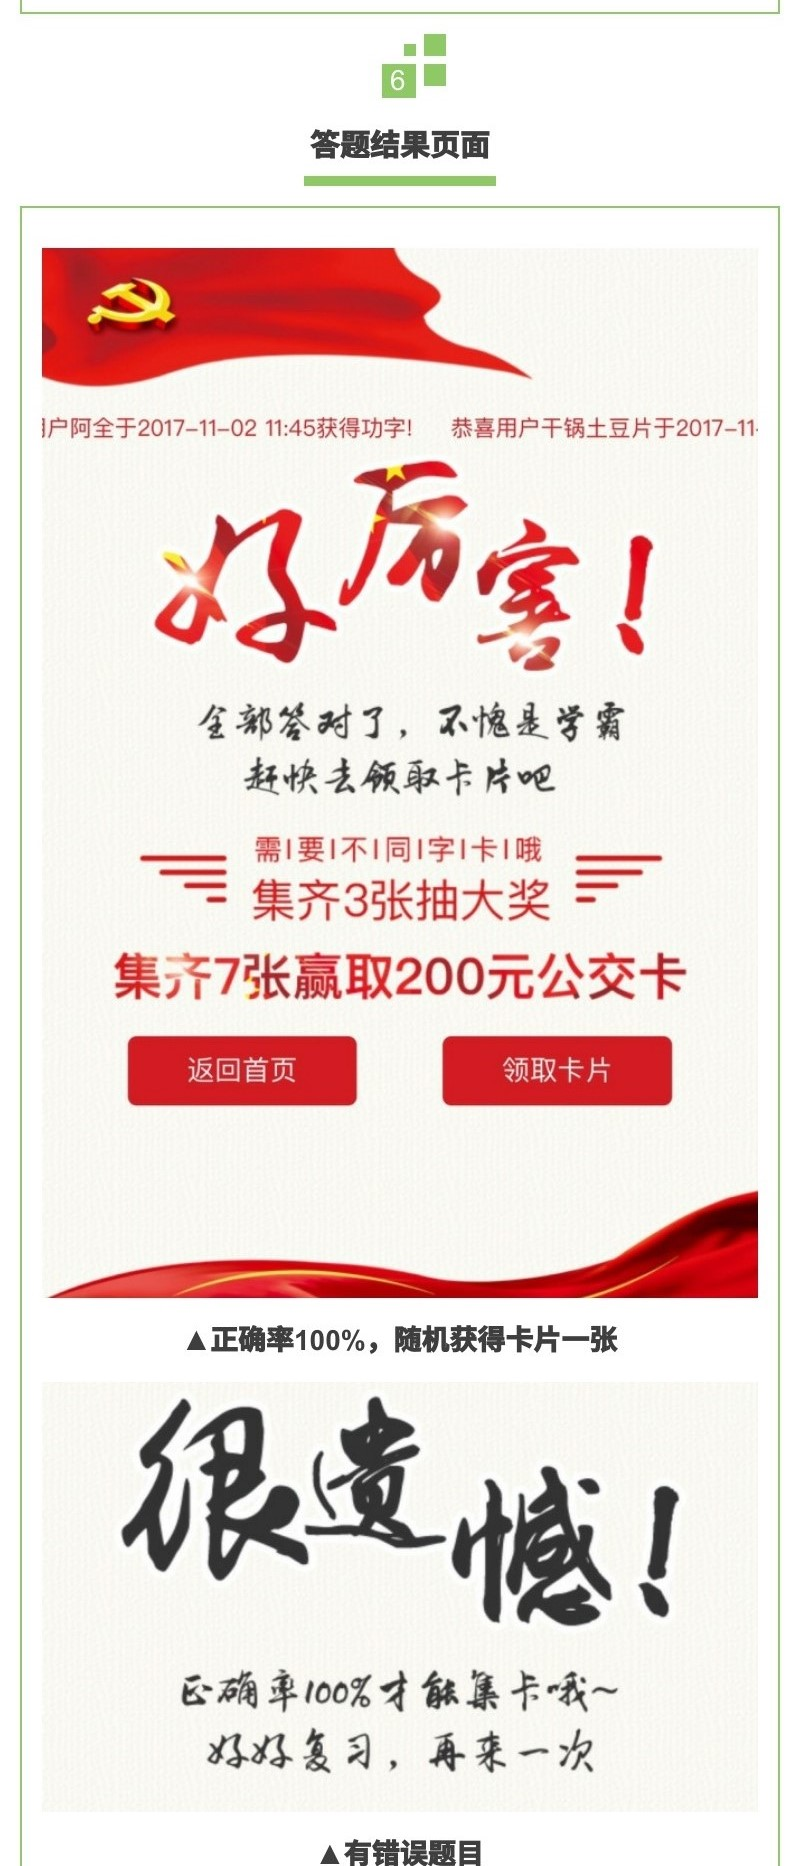 6
答题结果页面
户阿全于2017-11-02 11:45获得功字! 恭喜用户干锅土豆片于2017-11-
好厉害!
全部答对了，不愧是学霸
赶快去领取卡片吧
需|要|不|同|字|卡|哦
集齐3张抽大奖
集齐7张赢取200元公交卡
返回首页 领取卡片
▲正确率100%，随机获得卡片一张
很遗憾!
正确率100%才能集卡哦~
好好复习，再来一次
▲有错误题目